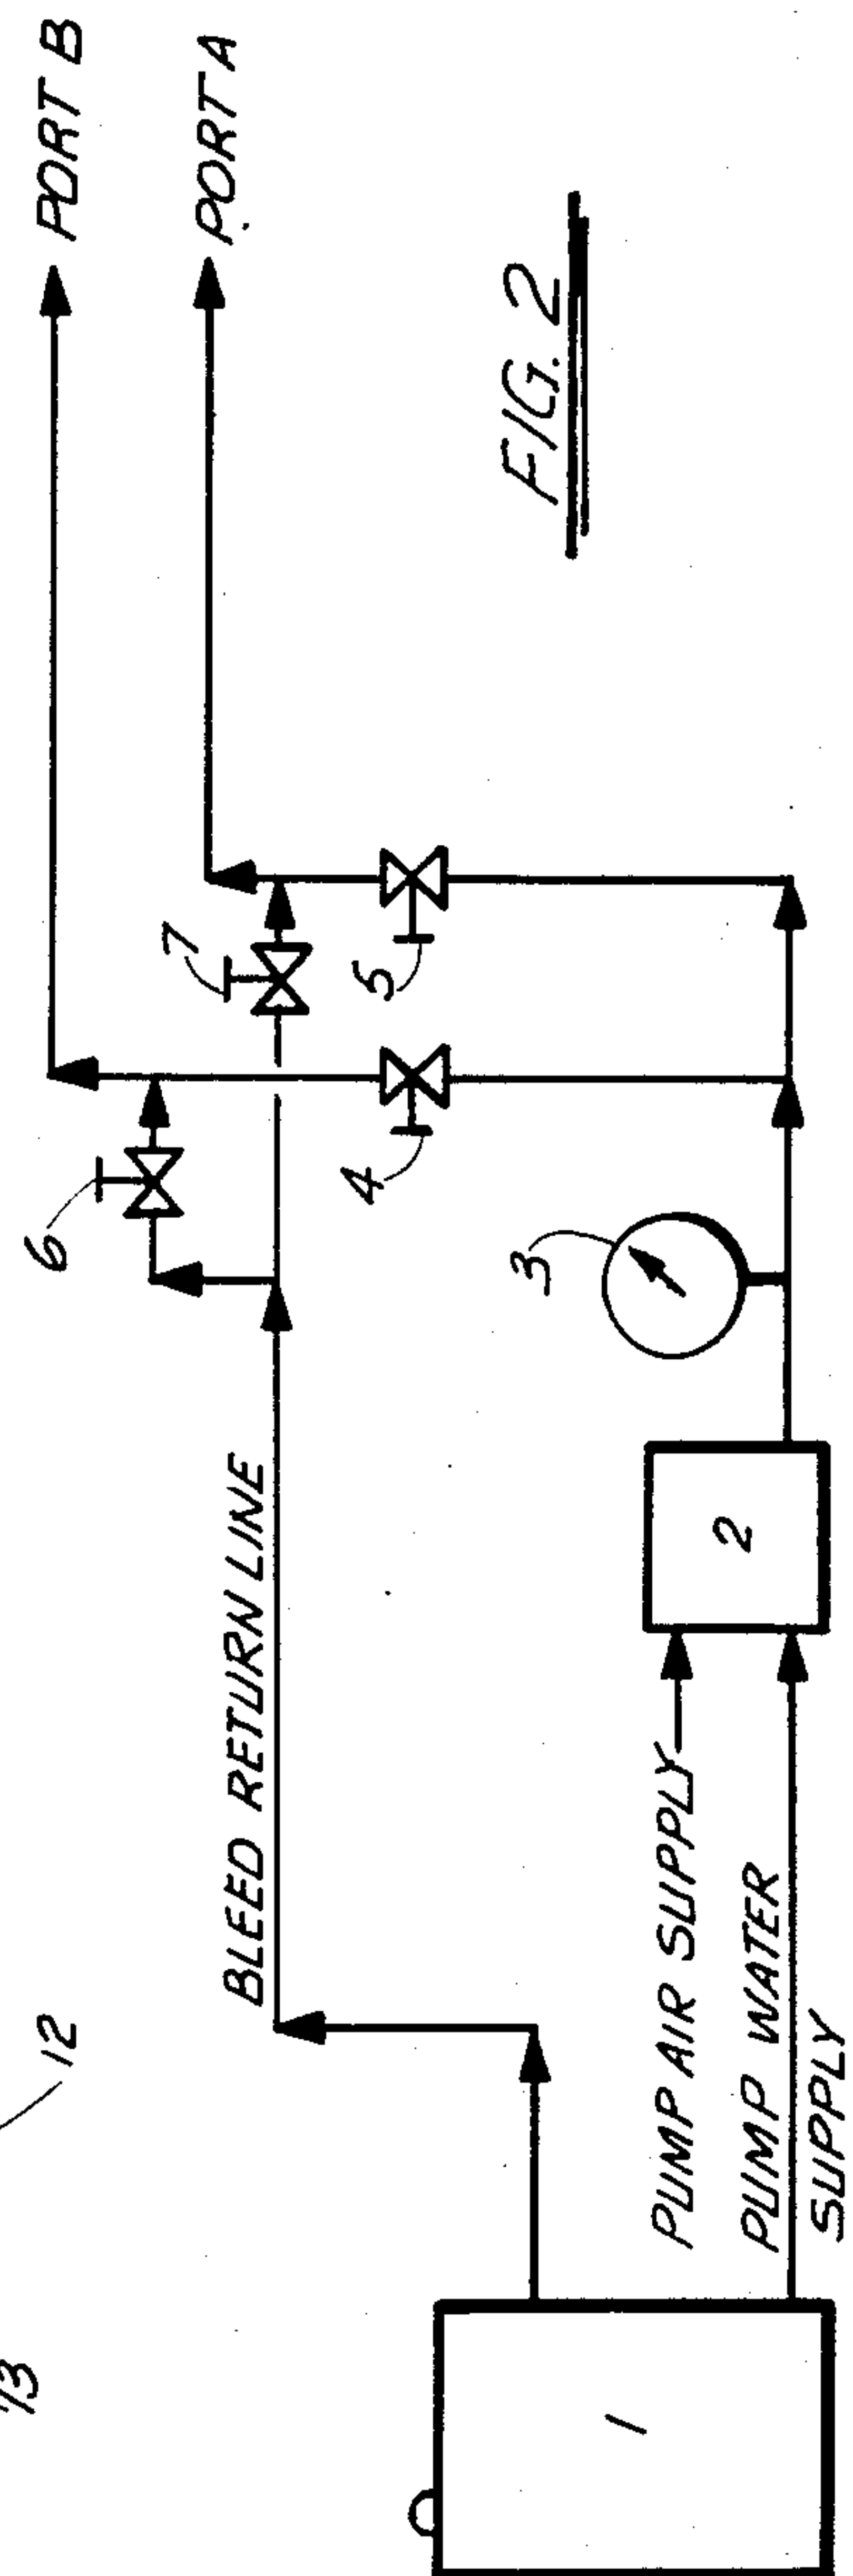 PORT B
PORT A
6
7
BLEED RETURN LINE
4
5
3
FIG. 2
PUMP AIR SUPPLY
2
PUMP WATER
SUPPLY
1
12
13